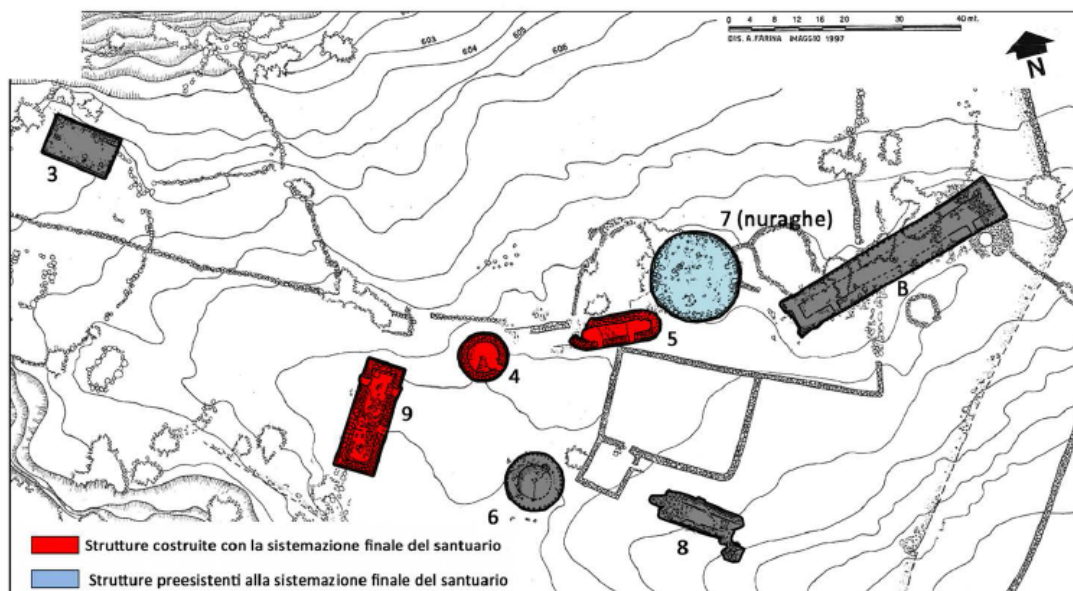 0 4 8 12 16 20 30 40 mt.
DIS. A. FARINA MAGGIO 1997
N
603
604
605
606
3
7 (nuraghe)
B
5
4
9
6
8
Strutture costruite con la sistemazione finale del santuario
Strutture preesistenti alla sistemazione finale del santuario